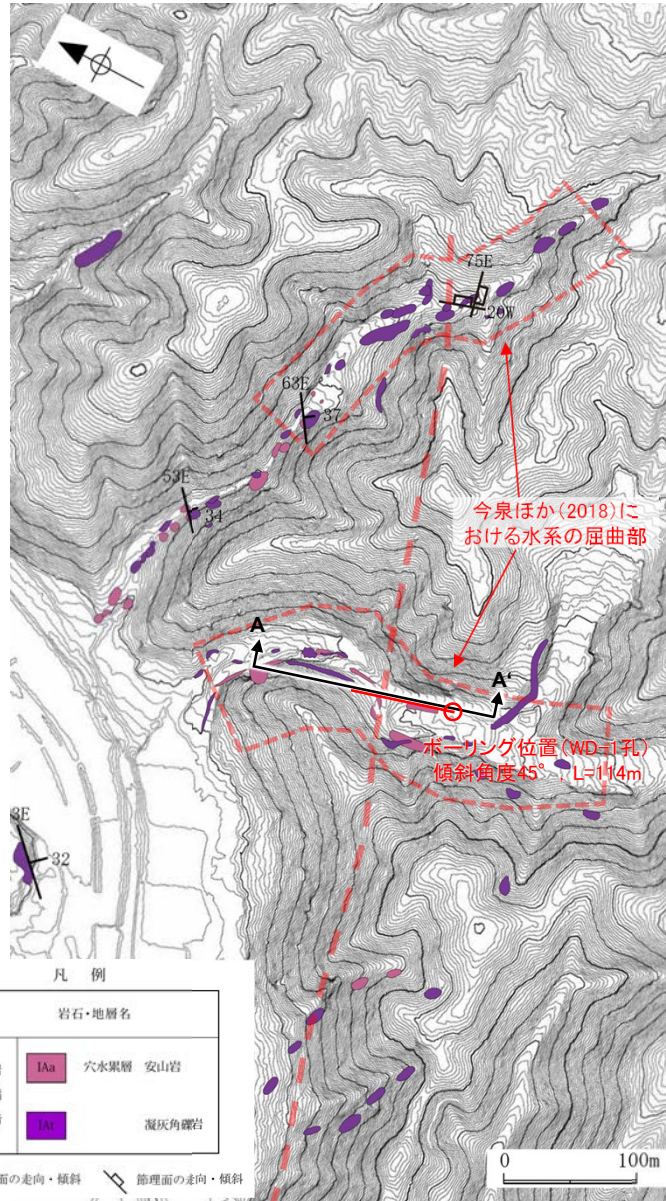 75E
20W
63E
37
53E
34
今泉ほか(2018)に
おける水系の屈曲部
A
A'
ボーリング位置(WD-1孔)
傾斜角度45°, L=114m
3E
32
凡 例
岩石・地層名
IAa 穴水累層 安山岩
IAt 凝灰角礫岩
面の走向・傾斜 節理面の走向・傾斜
0 100m